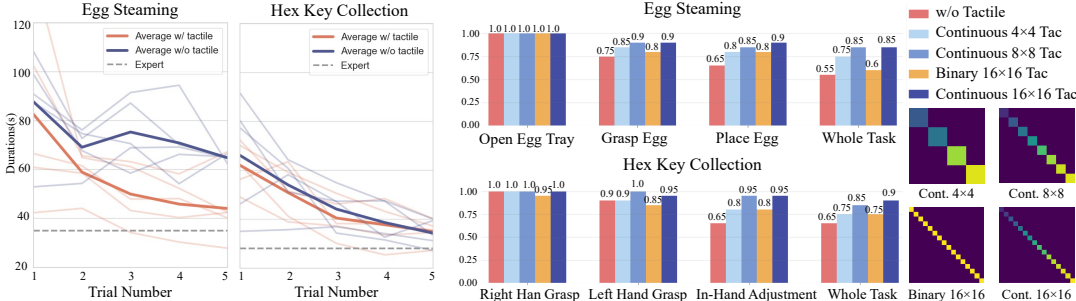 Egg Steaming
Hex Key Collection
Durations(s)
120
100
80
60
40
20
Average w/ tactile
Average w/o tactile
Expert
Average w/ tactile
Average w/o tactile
Expert
1 2 3 4 5
1 2 3 4 5
Trial Number
Trial Number
Egg Steaming
1.00
0.75
0.50
0.25
0.00
1.0 1.0 1.0 1.0 1.0
0.75 0.85 0.9 0.8 0.9
0.65 0.8 0.85 0.8 0.9
0.55 0.75 0.85 0.6 0.85
Open Egg Tray Grasp Egg Place Egg Whole Task
Hex Key Collection
1.00
0.75
0.50
0.25
0.00
1.0 1.0 1.0 0.95 1.0
0.9 0.9 1.0 0.85 0.95
0.65 0.8 0.95 0.8 0.95
0.65 0.75 0.85 0.75 0.9
Right Han Grasp Left Hand Grasp In-Hand Adjustment Whole Task
w/o Tactile
Continuous 4×4 Tac
Continuous 8×8 Tac
Binary 16×16 Tac
Continuous 16×16 Tac
Cont. 4×4 Cont. 8×8
Binary 16×16 Cont. 16×16